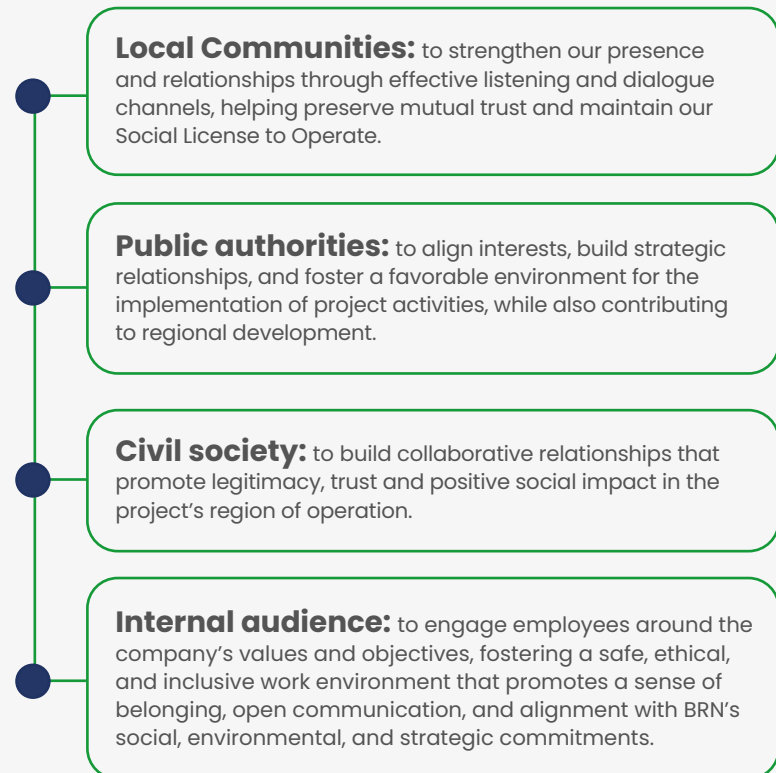 Local Communities: to strengthen our presence
and relationships through effective listening and dialogue
channels, helping preserve mutual trust and maintain our
Social License to Operate.
Public authorities: to align interests, build strategic
relationships, and foster a favorable environment for the
implementation of project activities, while also contributing
to regional development.
Civil society: to build collaborative relationships that
promote legitimacy, trust and positive social impact in the
project's region of operation.
Internal audience: to engage employees around the
company's values and objectives, fostering a safe, ethical,
and inclusive work environment that promotes a sense of
belonging, open communication, and alignment with BRN's
social, environmental, and strategic commitments.